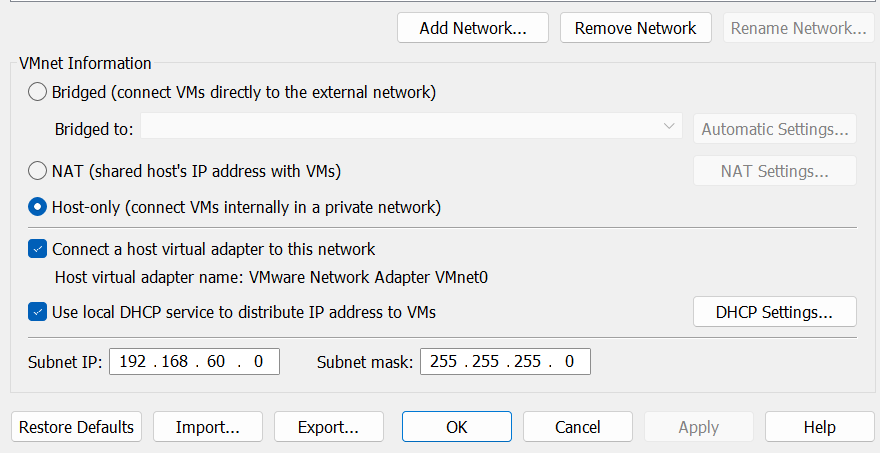 Add Network... Remove Network Rename Network...
VMnet Information
Bridged (connect VMs directly to the external network)
Bridged to: Automatic Settings...
NAT (shared host's IP address with VMs) NAT Settings...
Host-only (connect VMs internally in a private network)
Connect a host virtual adapter to this network
Host virtual adapter name: VMware Network Adapter VMnet0
Use local DHCP service to distribute IP address to VMs DHCP Settings...
Subnet IP: 192 . 168 . 60 . 0 Subnet mask: 255 . 255 . 255 . 0
Restore Defaults Import... Export... OK Cancel Apply Help